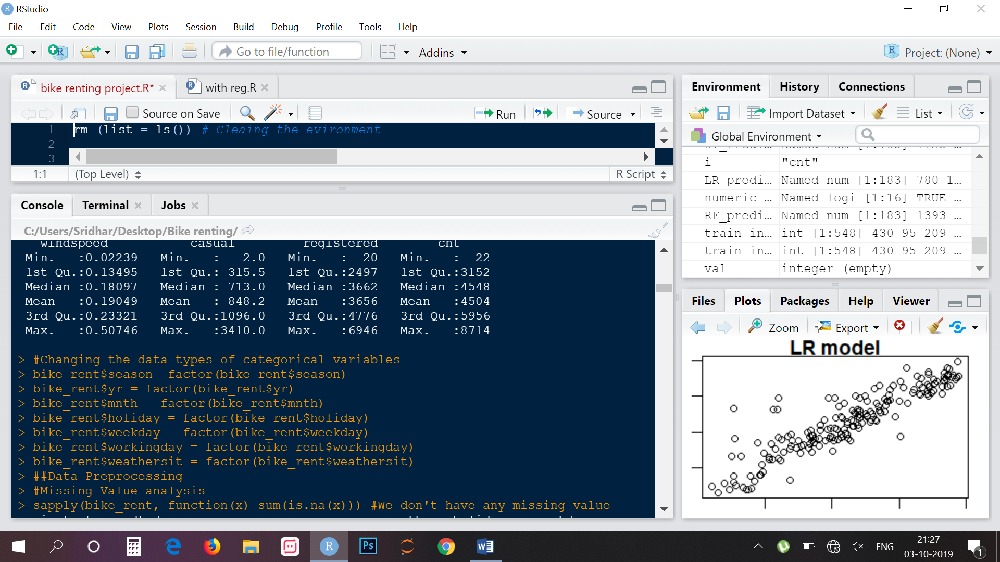 RStudio
File Edit Code View Plots Session Build Debug Profile Tools Help
Go to file/function Addins Project: (None)
bike renting project.R* with reg.R
Source on Save Run Source
1 rm (list = ls()) # Cleaing the evironment
2
3
1:1 (Top Level) R Script
Console Terminal Jobs
C:/Users/Sridhar/Desktop/Bike renting/
windspeed casual registered cnt
Min. :0.02239 Min. : 2.0 Min. : 20 Min. : 22
1st Qu.:0.13495 1st Qu.: 315.5 1st Qu.:2497 1st Qu.:3152
Median :0.18097 Median : 713.0 Median :3662 Median :4548
Mean :0.19049 Mean : 848.2 Mean :3656 Mean :4504
3rd Qu.:0.23321 3rd Qu.:1096.0 3rd Qu.:4776 3rd Qu.:5956
Max. :0.50746 Max. :3410.0 Max. :6946 Max. :8714
> #Changing the data types of categorical variables
> bike_rent$season= factor(bike_rent$season)
> bike_rent$yr = factor(bike_rent$yr)
> bike_rent$mnth = factor(bike_rent$mnth)
> bike_rent$holiday = factor(bike_rent$holiday)
> bike_rent$weekday = factor(bike_rent$weekday)
> bike_rent$workingday = factor(bike_rent$workingday)
> bike_rent$weathersit = factor(bike_rent$weathersit)
> ##Data Preprocessing
> #Missing Value analysis
> sapply(bike_rent, function(x) sum(is.na(x))) #We don't have any missing value
Environment History Connections
Import Dataset List
Global Environment
i "cnt"
LR_predi... Named num [1:183] 780 1...
numeric_... Named logi [1:16] TRUE ...
RF_predi... Named num [1:183] 1393 ...
train_in... int [1:548] 430 95 209 ...
train_in... int [1:548] 430 95 209 ...
val integer (empty)
Files Plots Packages Help Viewer
Zoom Export
LR model
Ps
ENG
21:27
03-10-2019
1